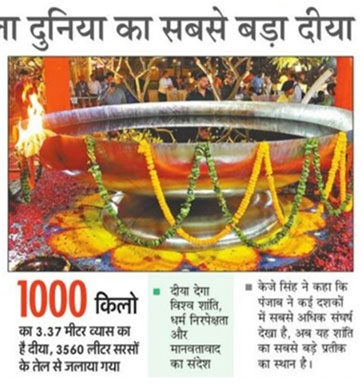 ना दुनिया का सबसे बड़ा दीया
1000 किलो
का 3.37 मीटर व्यास का
है दीया, 3560 लीटर सरसों
के तेल से जलाया गया
■ दीया देगा
विश्व शांति,
धर्म निरपेक्षता
और
मानवतावाद
का संदेश
■ केजे सिंह ने कहा कि
पंजाब ने कई दशकों
में सबसे अधिक संघर्ष
देखा है, अब यह शांति
का सबसे बड़े प्रतीक
का स्थान है।